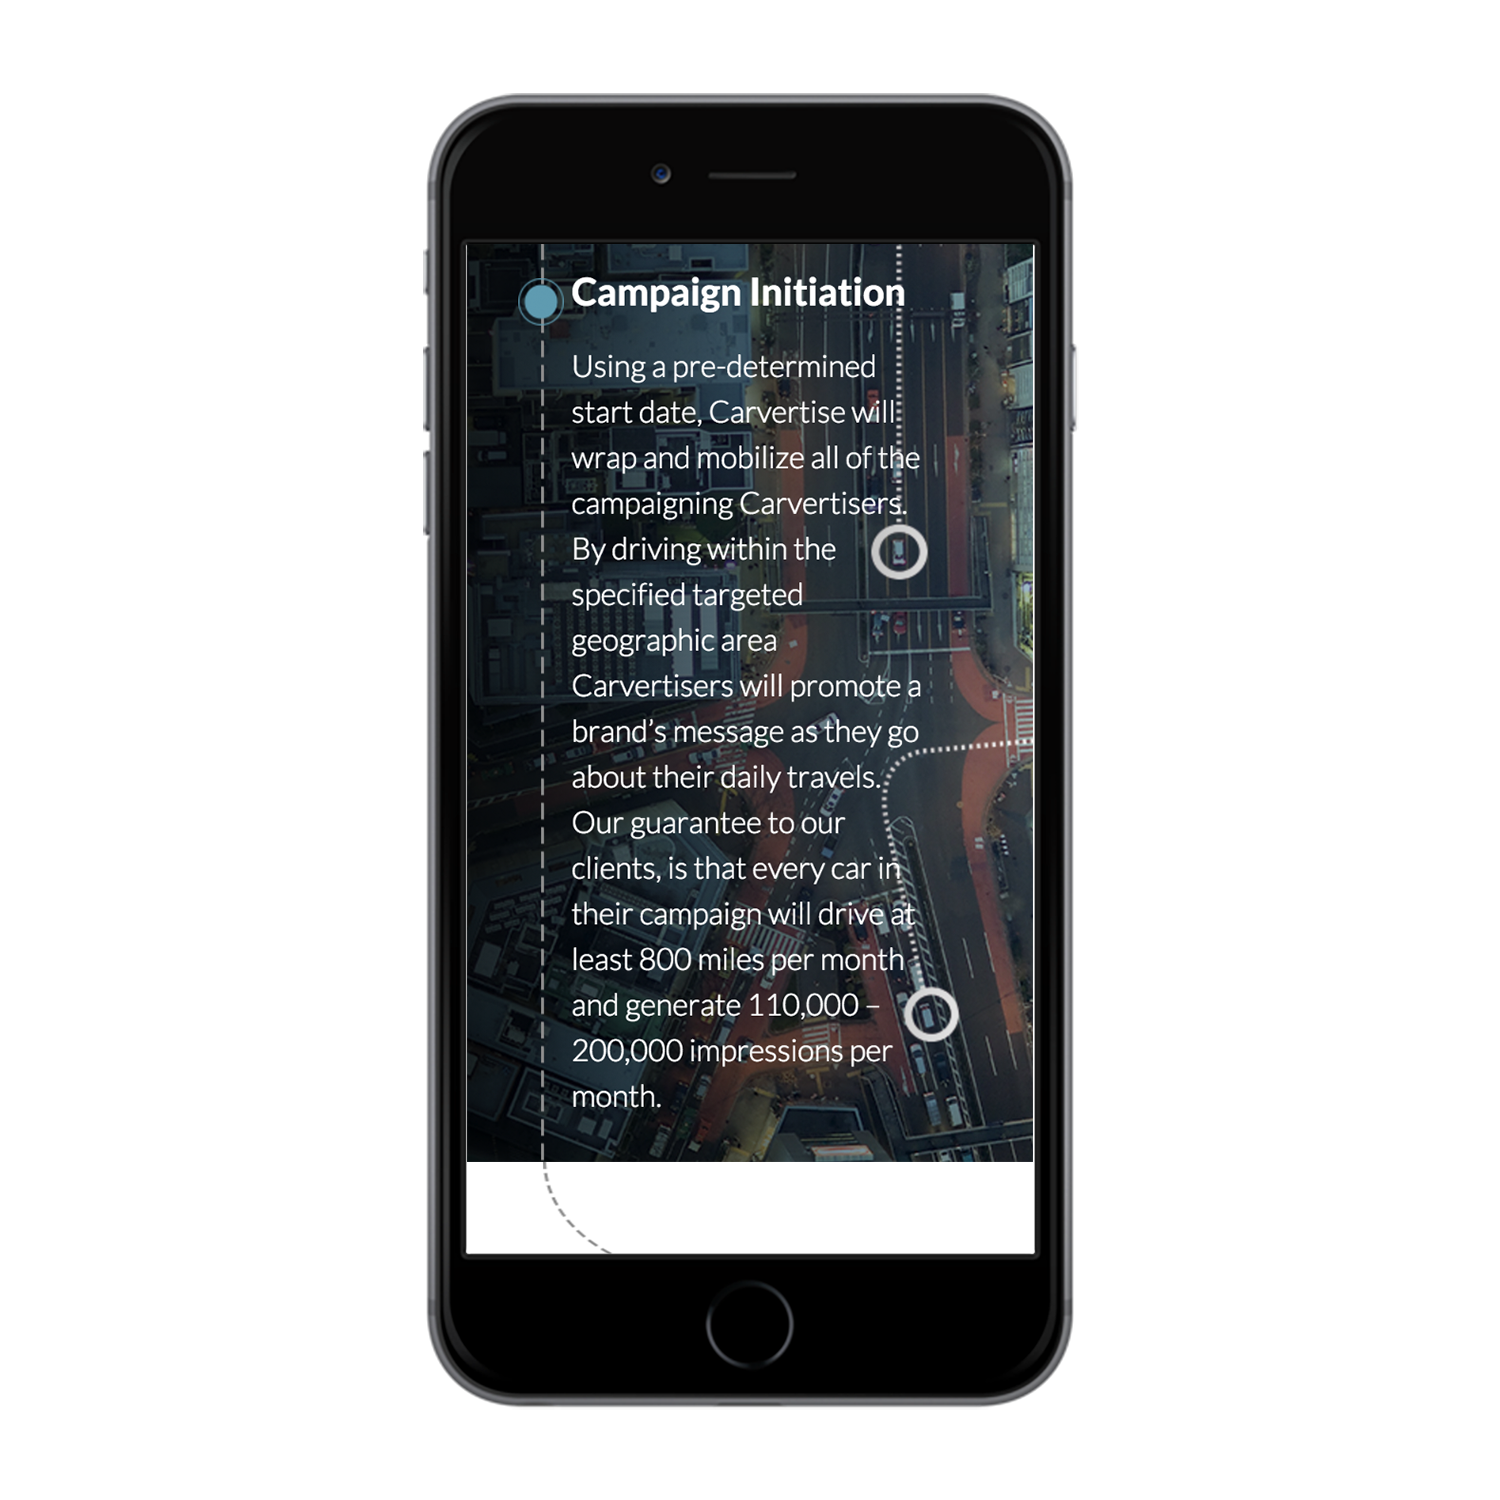 Campaign Initiation
Using a pre-determined
start date, Carvertise will
wrap and mobilize all of the
campaigning Carvertisers.
By driving within the
specified targeted
geographic area
Carvertisers will promote a
brand’s message as they go
about their daily travels.
Our guarantee to our
clients, is that every car in
their campaign will drive at
least 800 miles per month
and generate 110,000 –
200,000 impressions per
month.